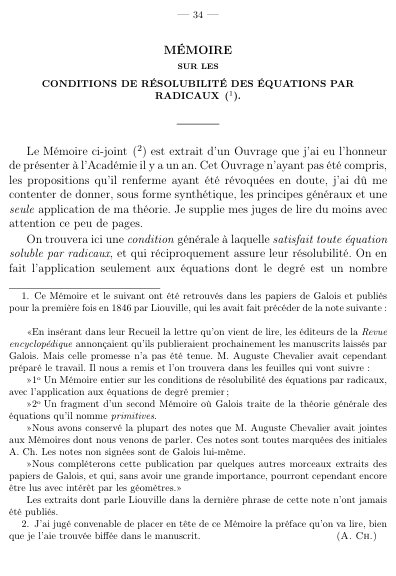 — 34 —
MÉMOIRE
SUR LES
CONDITIONS DE RÉSOLUBILITÉ DES ÉQUATIONS PAR
RADICAUX (¹).
Le Mémoire ci-joint (²) est extrait d'un Ouvrage que j'ai eu l'honneur
de présenter à l'Académie il y a un an. Cet Ouvrage n'ayant pas été compris,
les propositions qu'il renferme ayant été révoquées en doute, j'ai dû me
contenter de donner, sous forme synthétique, les principes généraux et une
seule application de ma théorie. Je supplie mes juges de lire du moins avec
attention ce peu de pages.
On trouvera ici une condition générale à laquelle satisfait toute équation
soluble par radicaux, et qui réciproquement assure leur résolubilité. On en
fait l'application seulement aux équations dont le degré est un nombre
1. Ce Mémoire et le suivant ont été retrouvés dans les papiers de Galois et publiés
pour la première fois en 1846 par Liouville, qui les avait fait précéder de la note suivante :
«En insérant dans leur Recueil la lettre qu'on vient de lire, les éditeurs de la Revue
encyclopédique annonçaient qu'ils publieraient prochainement les manuscrits laissés par
Galois. Mais celle promesse n'a pas été tenue. M. Auguste Chevalier avait cependant
préparé le travail. Il nous a remis et l'on trouvera dans les feuilles qui vont suivre :
»1º Un Mémoire entier sur les conditions de résolubilité des équations par radicaux,
avec l'application aux équations de degré premier ;
»2º Un fragment d'un second Mémoire où Galois traite de la théorie générale des
équations qu'il nomme primitives.
»Nous avons conservé la plupart des notes que M. Auguste Chevalier avait jointes
aux Mémoires dont nous venons de parler. Ces notes sont toutes marquées des initiales
A. Ch. Les notes non signées sont de Galois lui-même.
»Nous complèterons cette publication par quelques autres morceaux extraits des
papiers de Galois, et qui, sans avoir une grande importance, pourront cependant encore
être lus avec intérêt par les géomètres.»
Les extraits dont parle Liouville dans la dernière phrase de cette note n'ont jamais
été publiés.
2. J'ai jugé convenable de placer en tête de ce Mémoire la préface qu'on va lire, bien
que je l'aie trouvée biffée dans le manuscrit. (A. CH.)